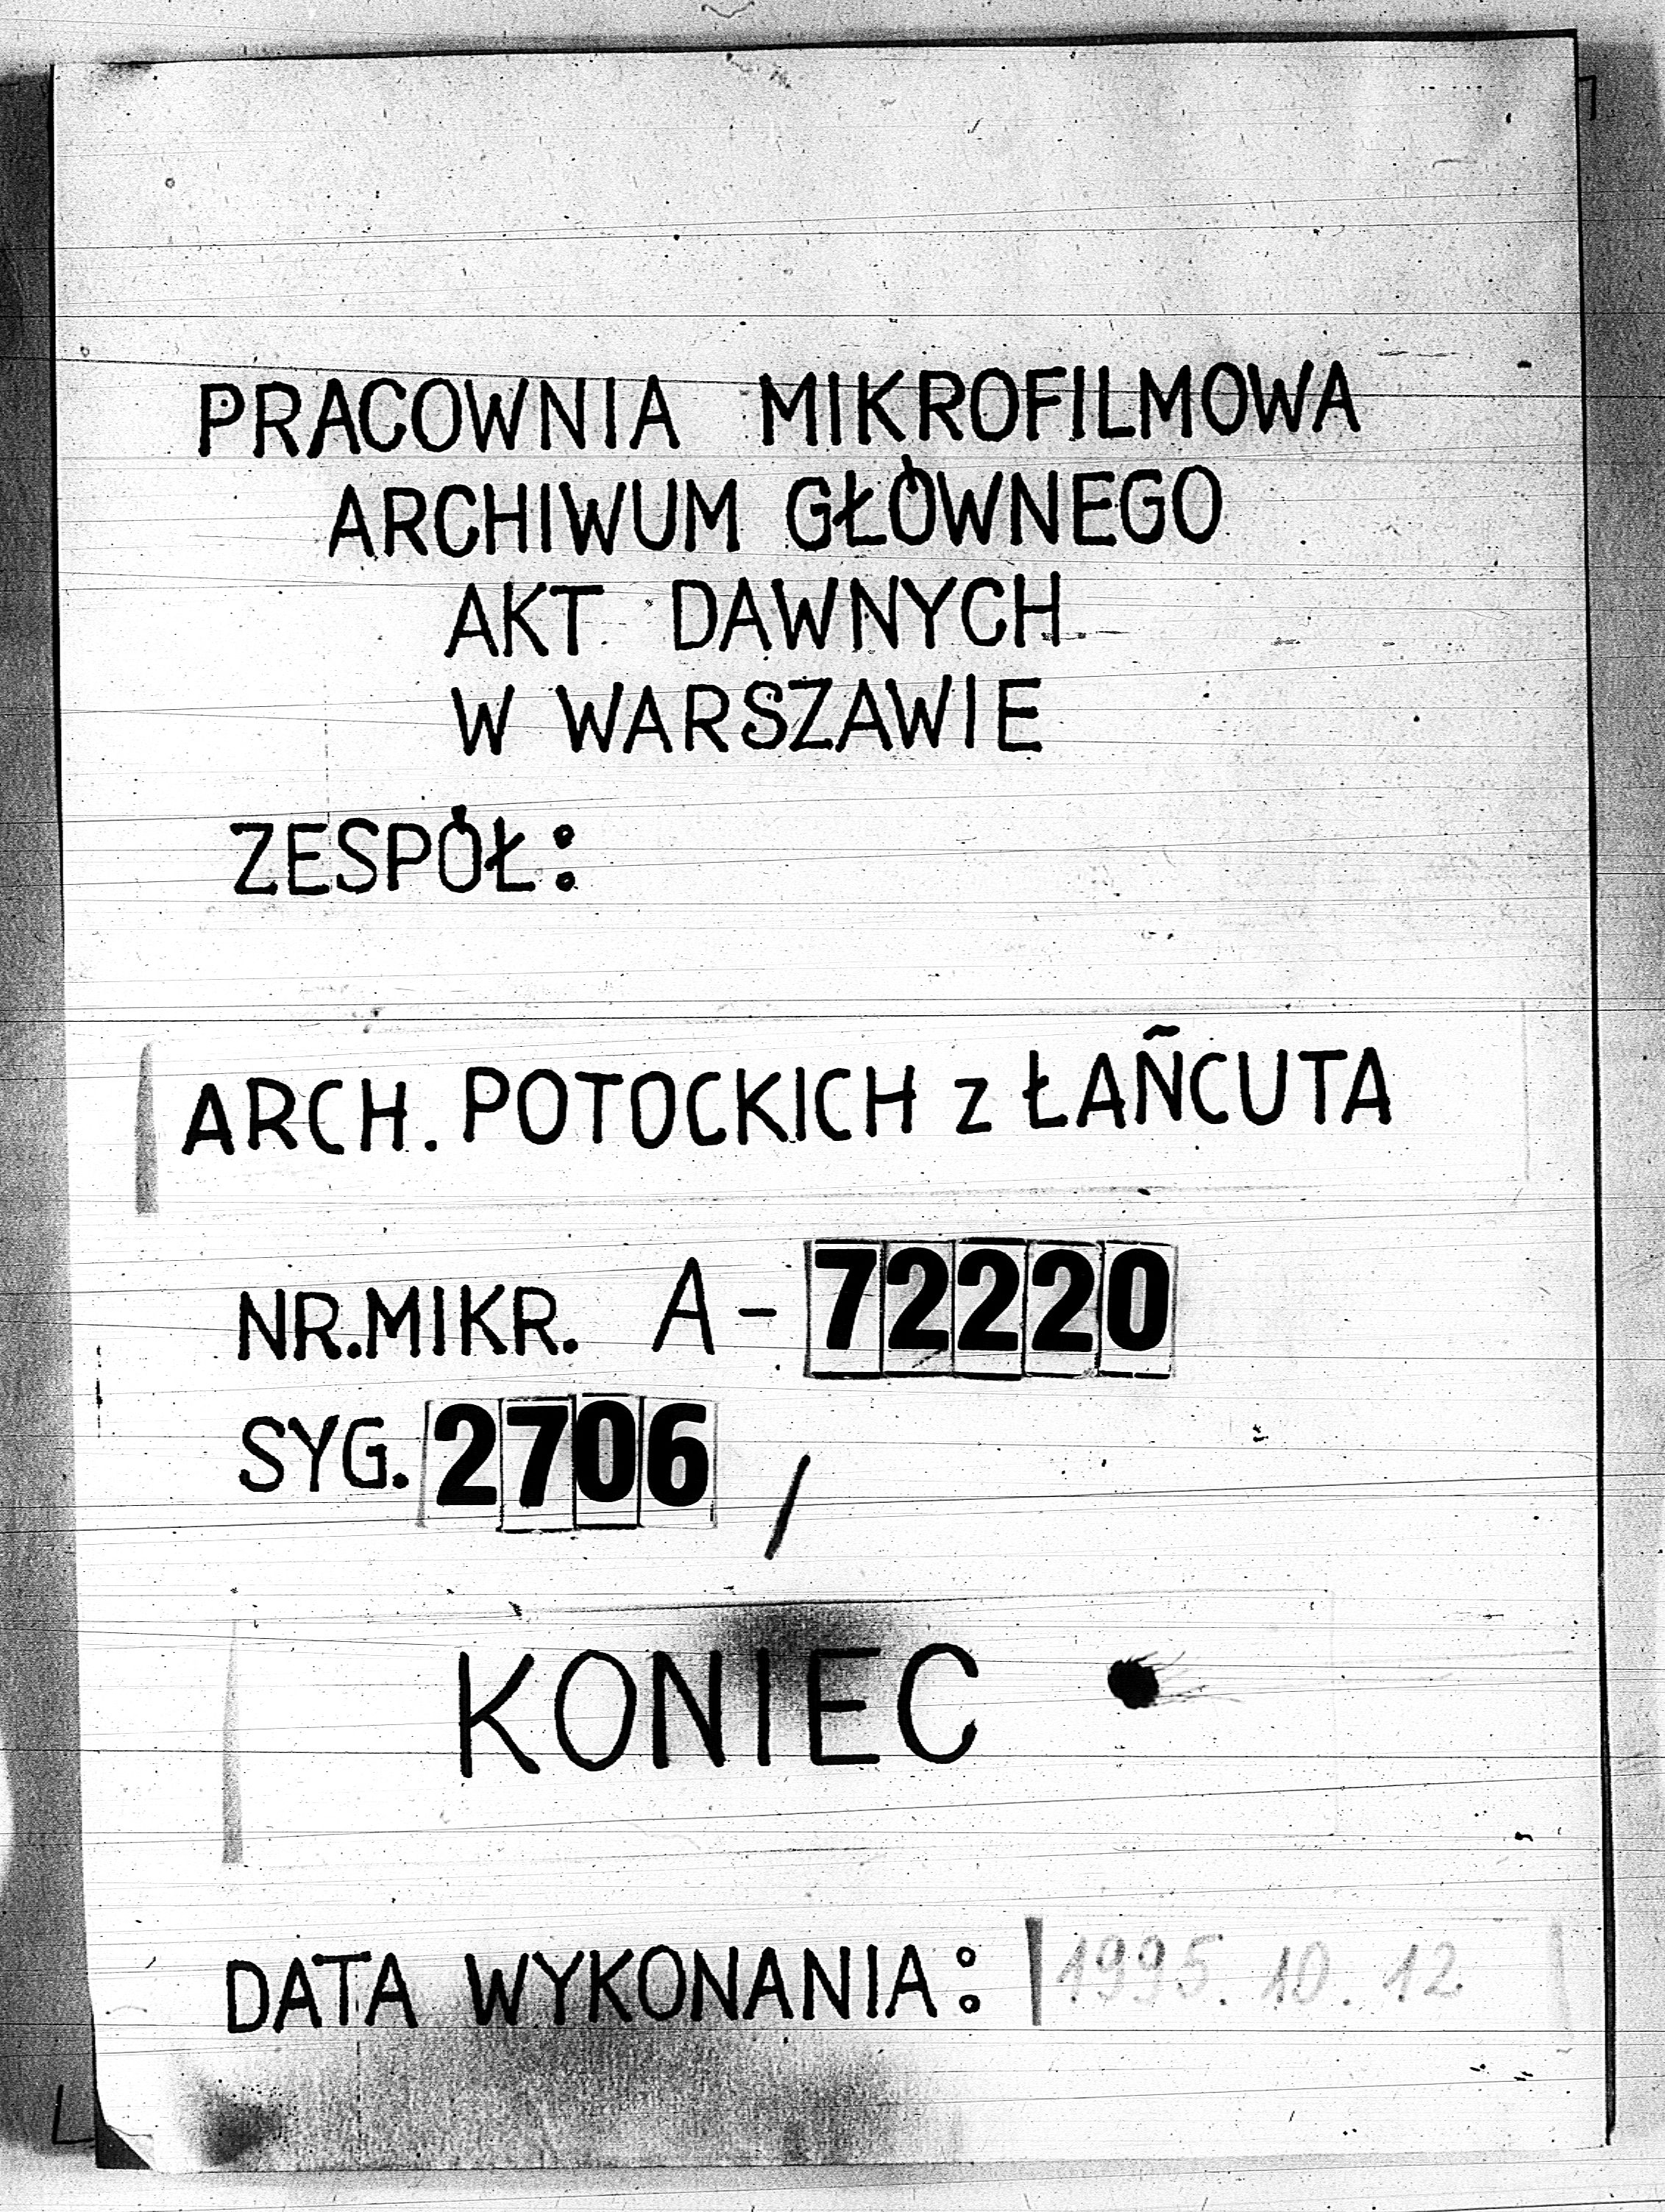 PRACOWNIA MIKROFILMOWA
ARCHIWUM GŁÓWNEGO
AKT DAWNYCH
W WARSZAWIE
ZESPÓŁ:
ARCH. POTOCKICH z ŁAŃCUTA
NR.MIKR. A-72220
SYG. 2706 /
KONIEC
DATA WYKONANIA: 1995. 10. 12